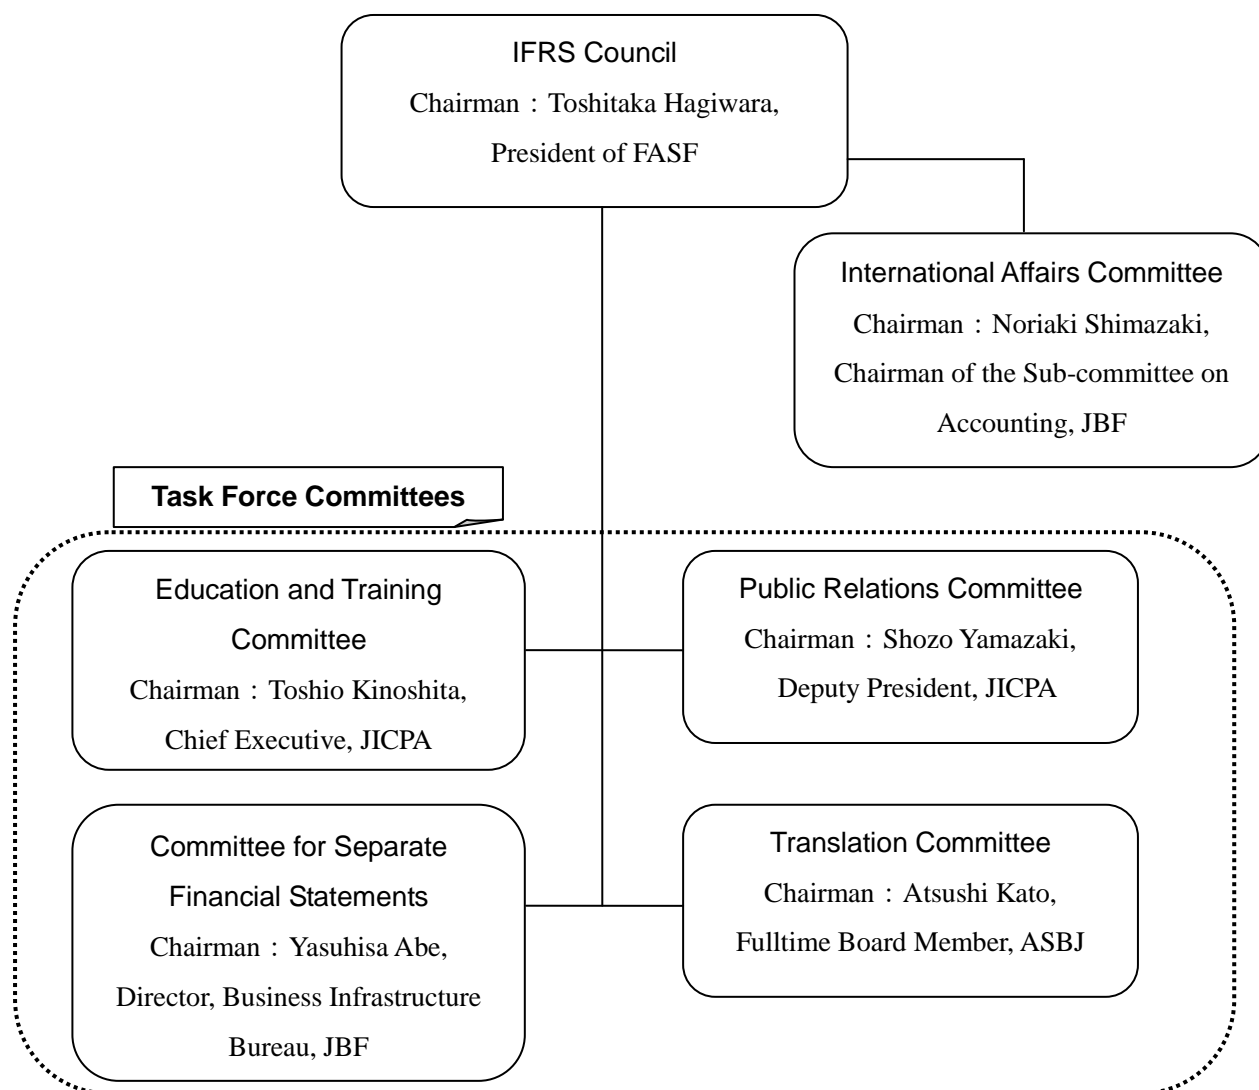 IFRS Council
Chairman：Toshitaka Hagiwara,
President of FASF
International Affairs Committee
Chairman：Noriaki Shimazaki,
Chairman of the Sub-committee on
Accounting, JBF
Task Force Committees
Education and Training
Committee
Chairman：Toshio Kinoshita,
Chief Executive, JICPA
Public Relations Committee
Chairman：Shozo Yamazaki,
Deputy President, JICPA
Committee for Separate
Financial Statements
Chairman：Yasuhisa Abe,
Director, Business Infrastructure
Bureau, JBF
Translation Committee
Chairman：Atsushi Kato,
Fulltime Board Member, ASBJ